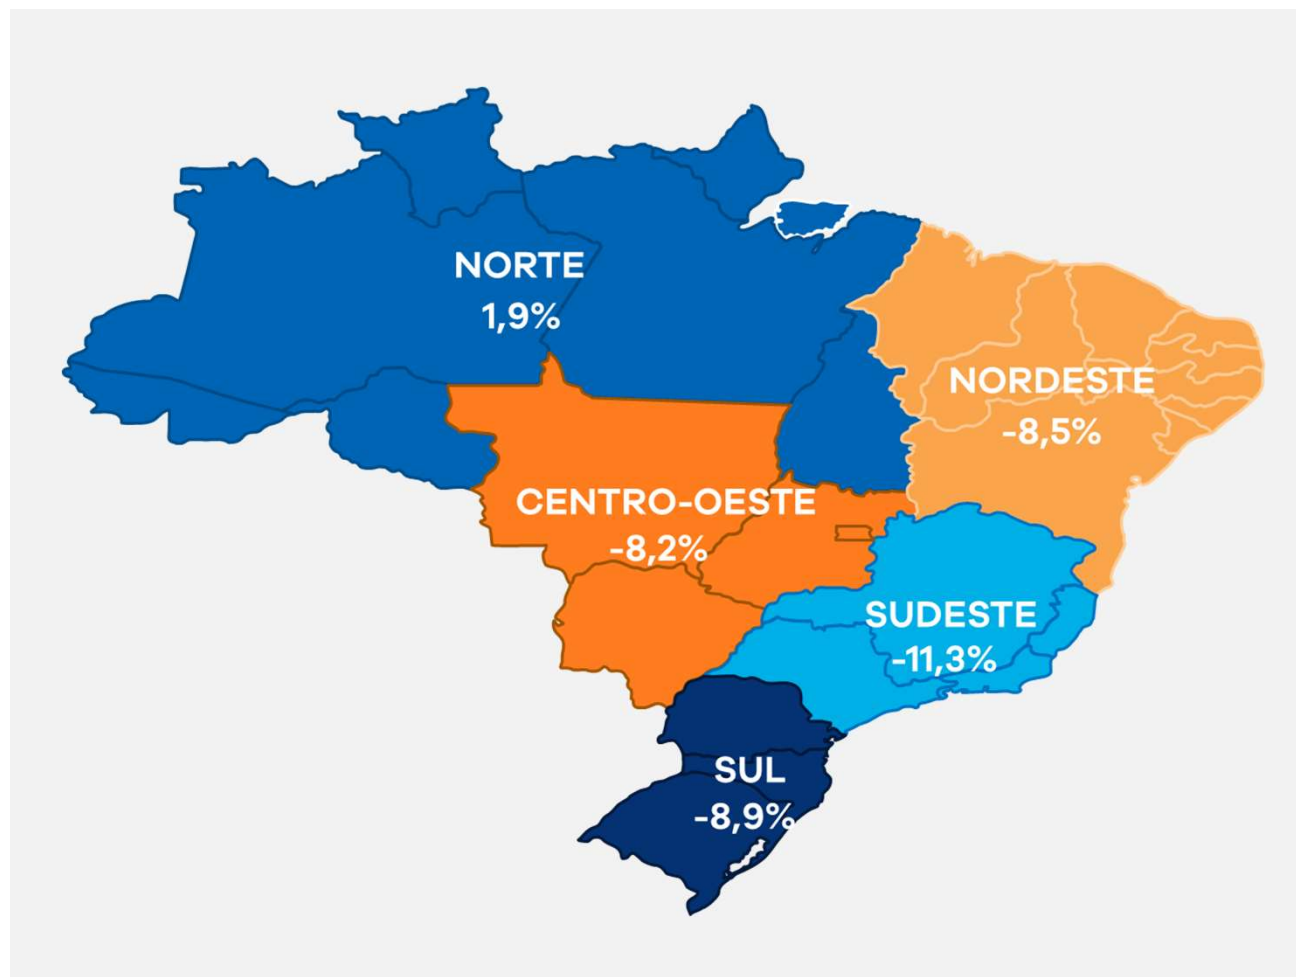 NORTE
1,9%
NORDESTE
-8,5%
CENTRO-OESTE
-8,2%
SUDESTE
-11,3%
SUL
-8,9%